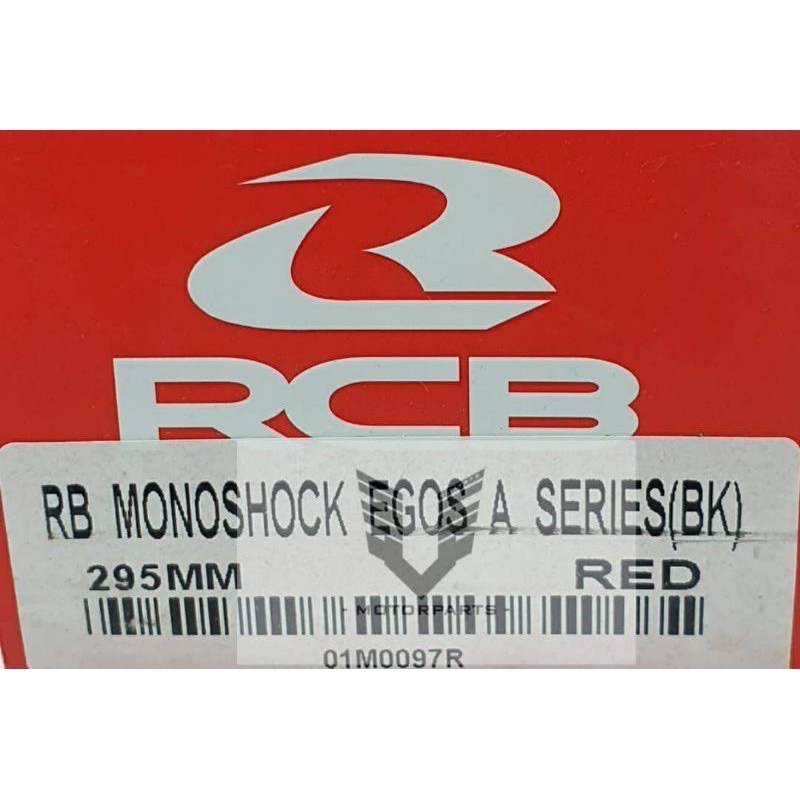 RCB
RB MONOSHOCK EGOS A SERIES(BK)
295MM RED
- MOTORPARTS -
01M0097R